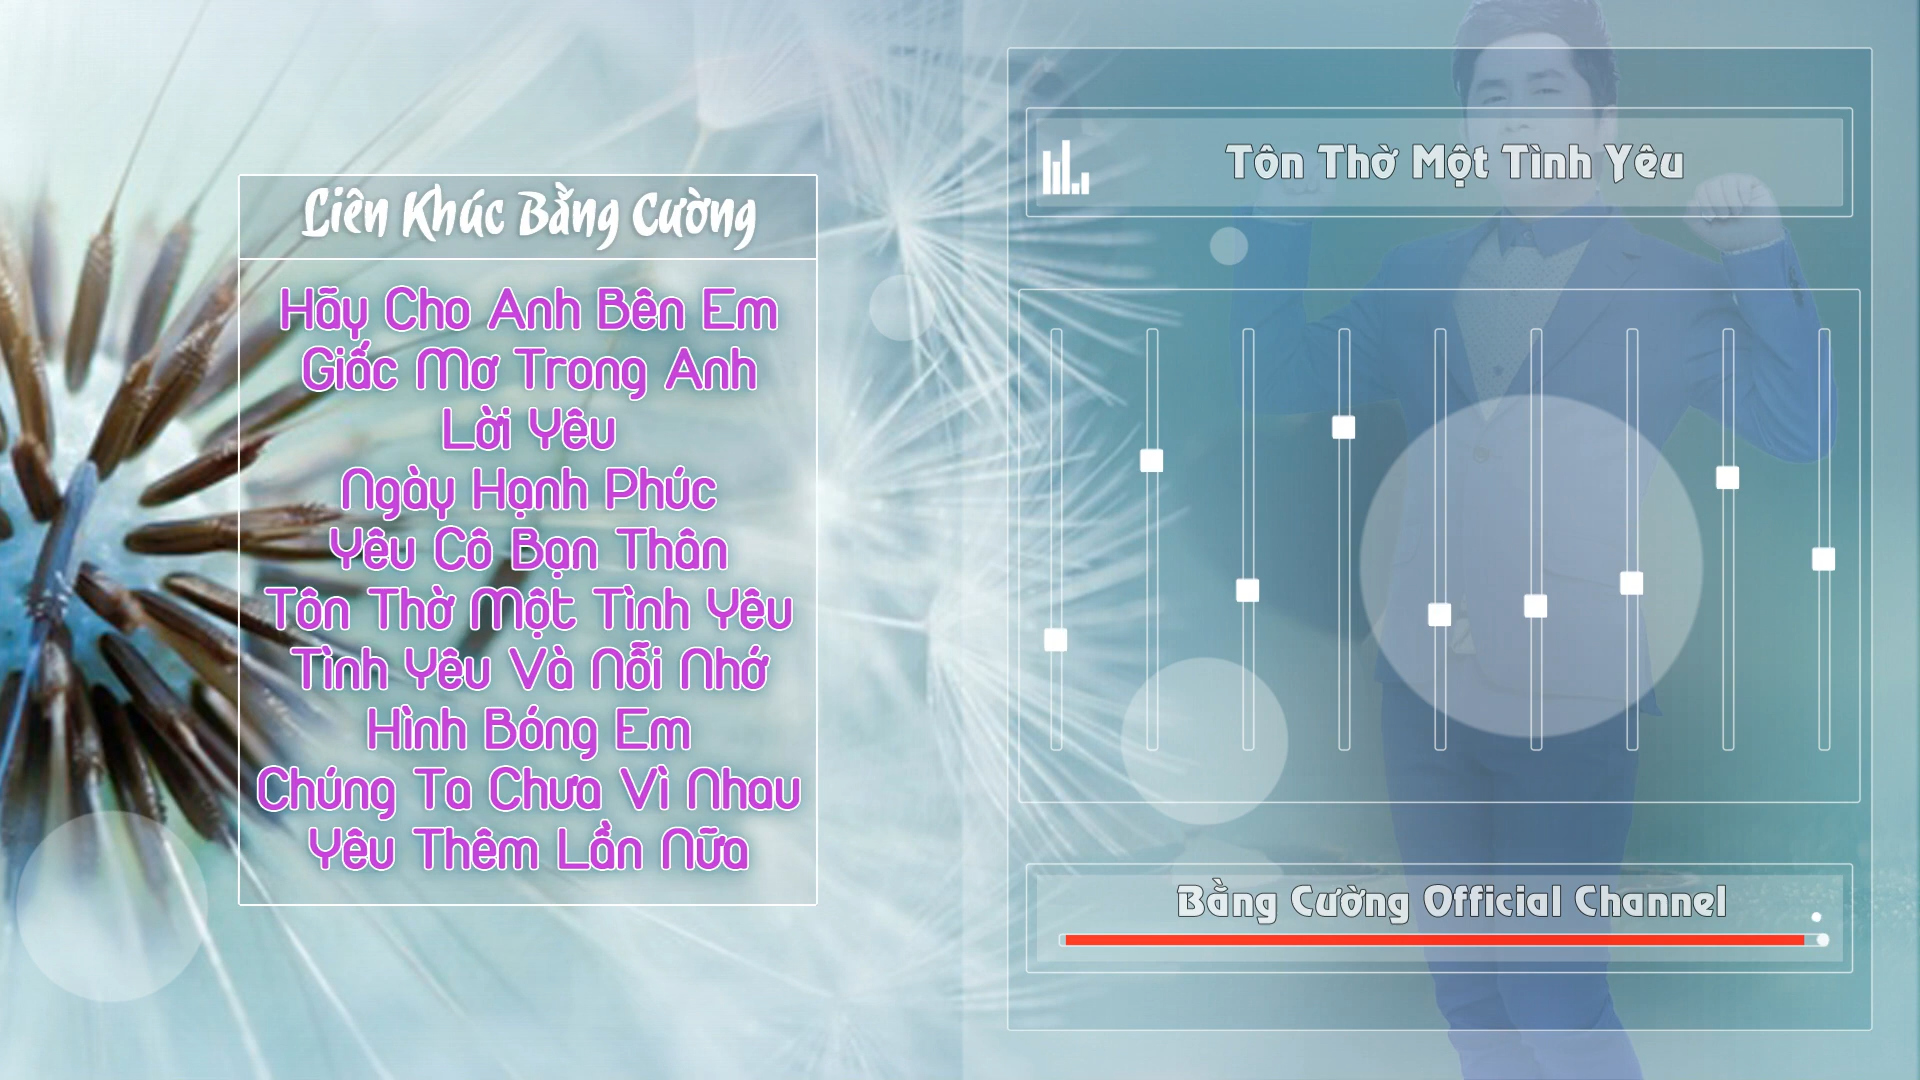 Liên Khúc Bằng Cường
Hãy Cho Anh Bên Em
Giấc Mơ Trong Anh
Lời Yêu
Ngày Hạnh Phúc
Yêu Cô Bạn Thân
Tôn Thờ Một Tình Yêu
Tình Yêu Và Nỗi Nhớ
Hình Bóng Em
Chúng Ta Chưa Vì Nhau
Yêu Thêm Lần Nữa
Tôn Thờ Một Tình Yêu
Bằng Cường Official Channel